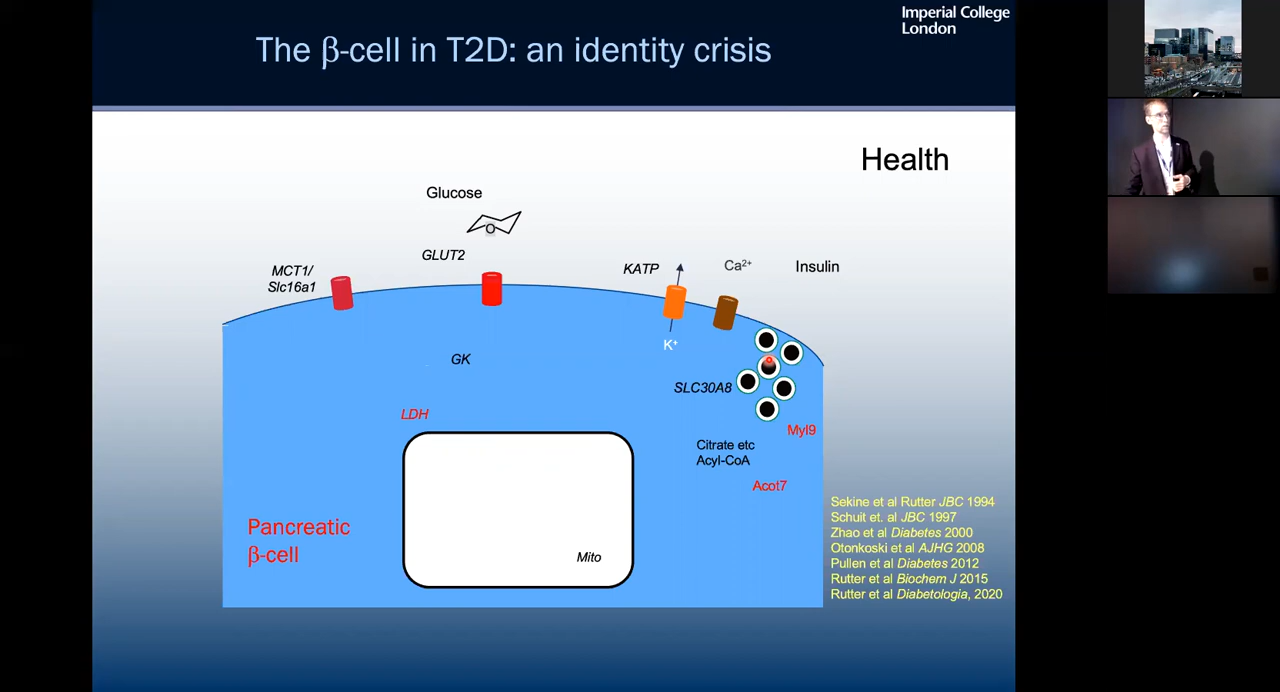 Imperial College
London
The β-cell in T2D: an identity crisis
Health
Glucose
GLUT2
MCT1/
Slc16a1
KATP
Ca²⁺
Insulin
K⁺
GK
SLC30A8
LDH
Myl9
Citrate etc
Acyl-CoA
Acot7
Pancreatic
β-cell
Mito
Sekine et al Rutter JBC 1994
Schuit et. al JBC 1997
Zhao et al Diabetes 2000
Otonkoski et al AJHG 2008
Pullen et al Diabetes 2012
Rutter et al Biochem J 2015
Rutter et al Diabetologia, 2020